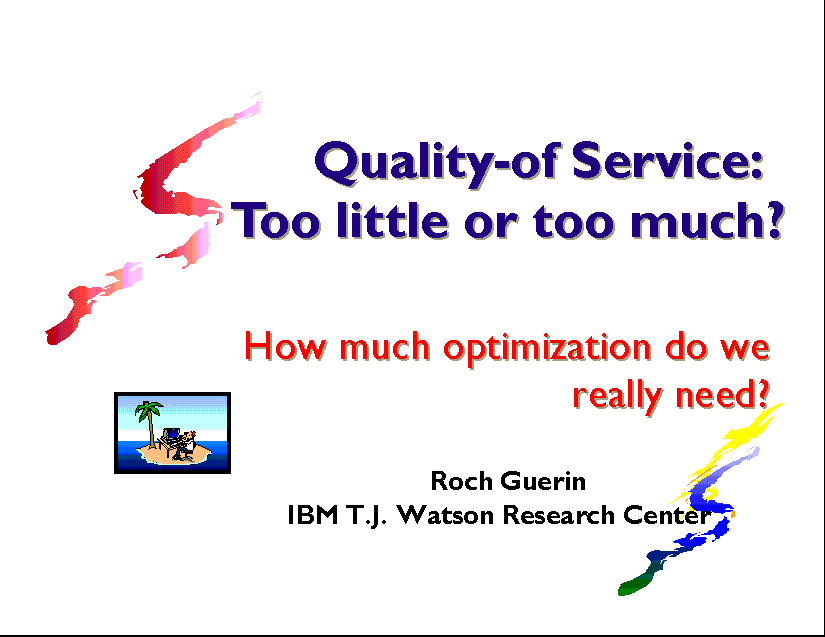 Quality-of Service:
Too little or too much?
How much optimization do we
really need?
Roch Guerin
IBM T.J. Watson Research Center